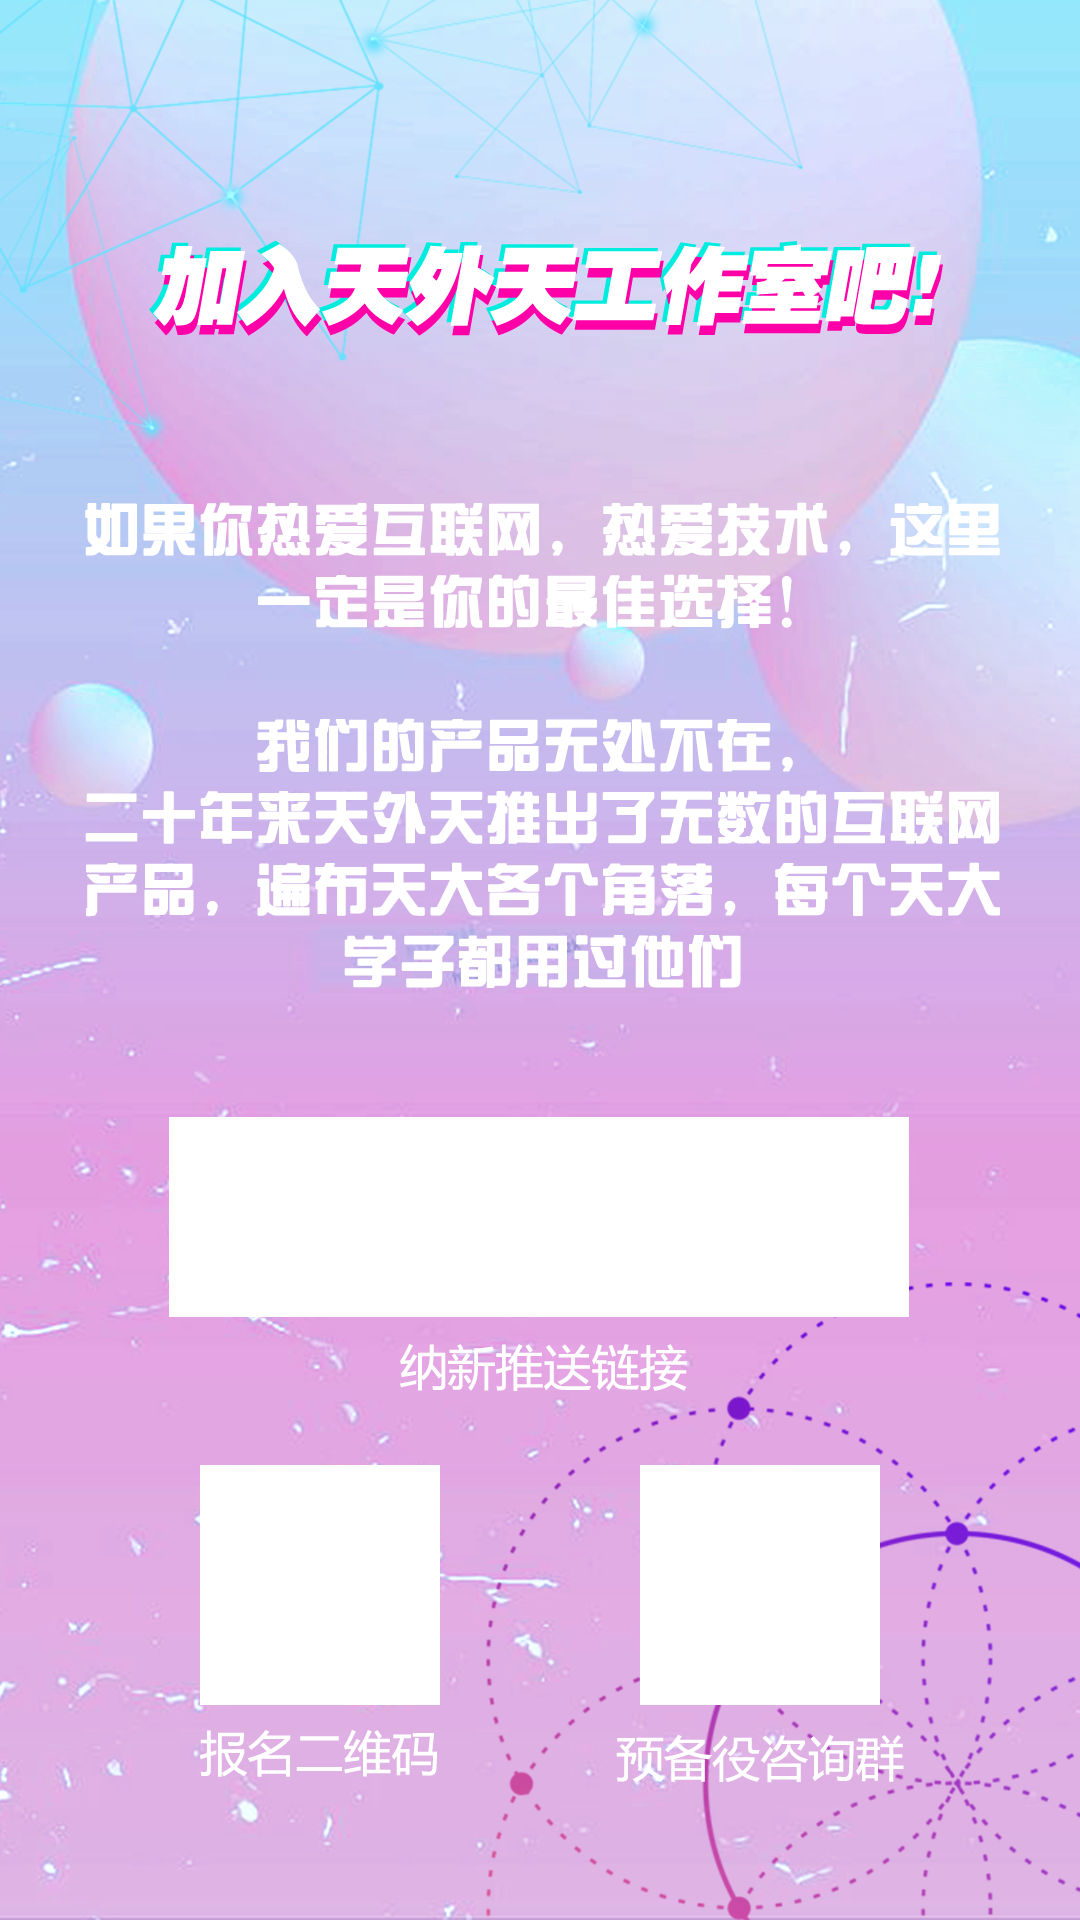 加入天外天工作室吧!
如果你热爱互联网，热爱技术，这里
一定是你的最佳选择！
我们的产品无处不在，
二十年来天外天推出了无数的互联网
产品，遍布天大各个角落，每个天大
学子都用过他们
纳新推送链接
报名二维码
预备役咨询群